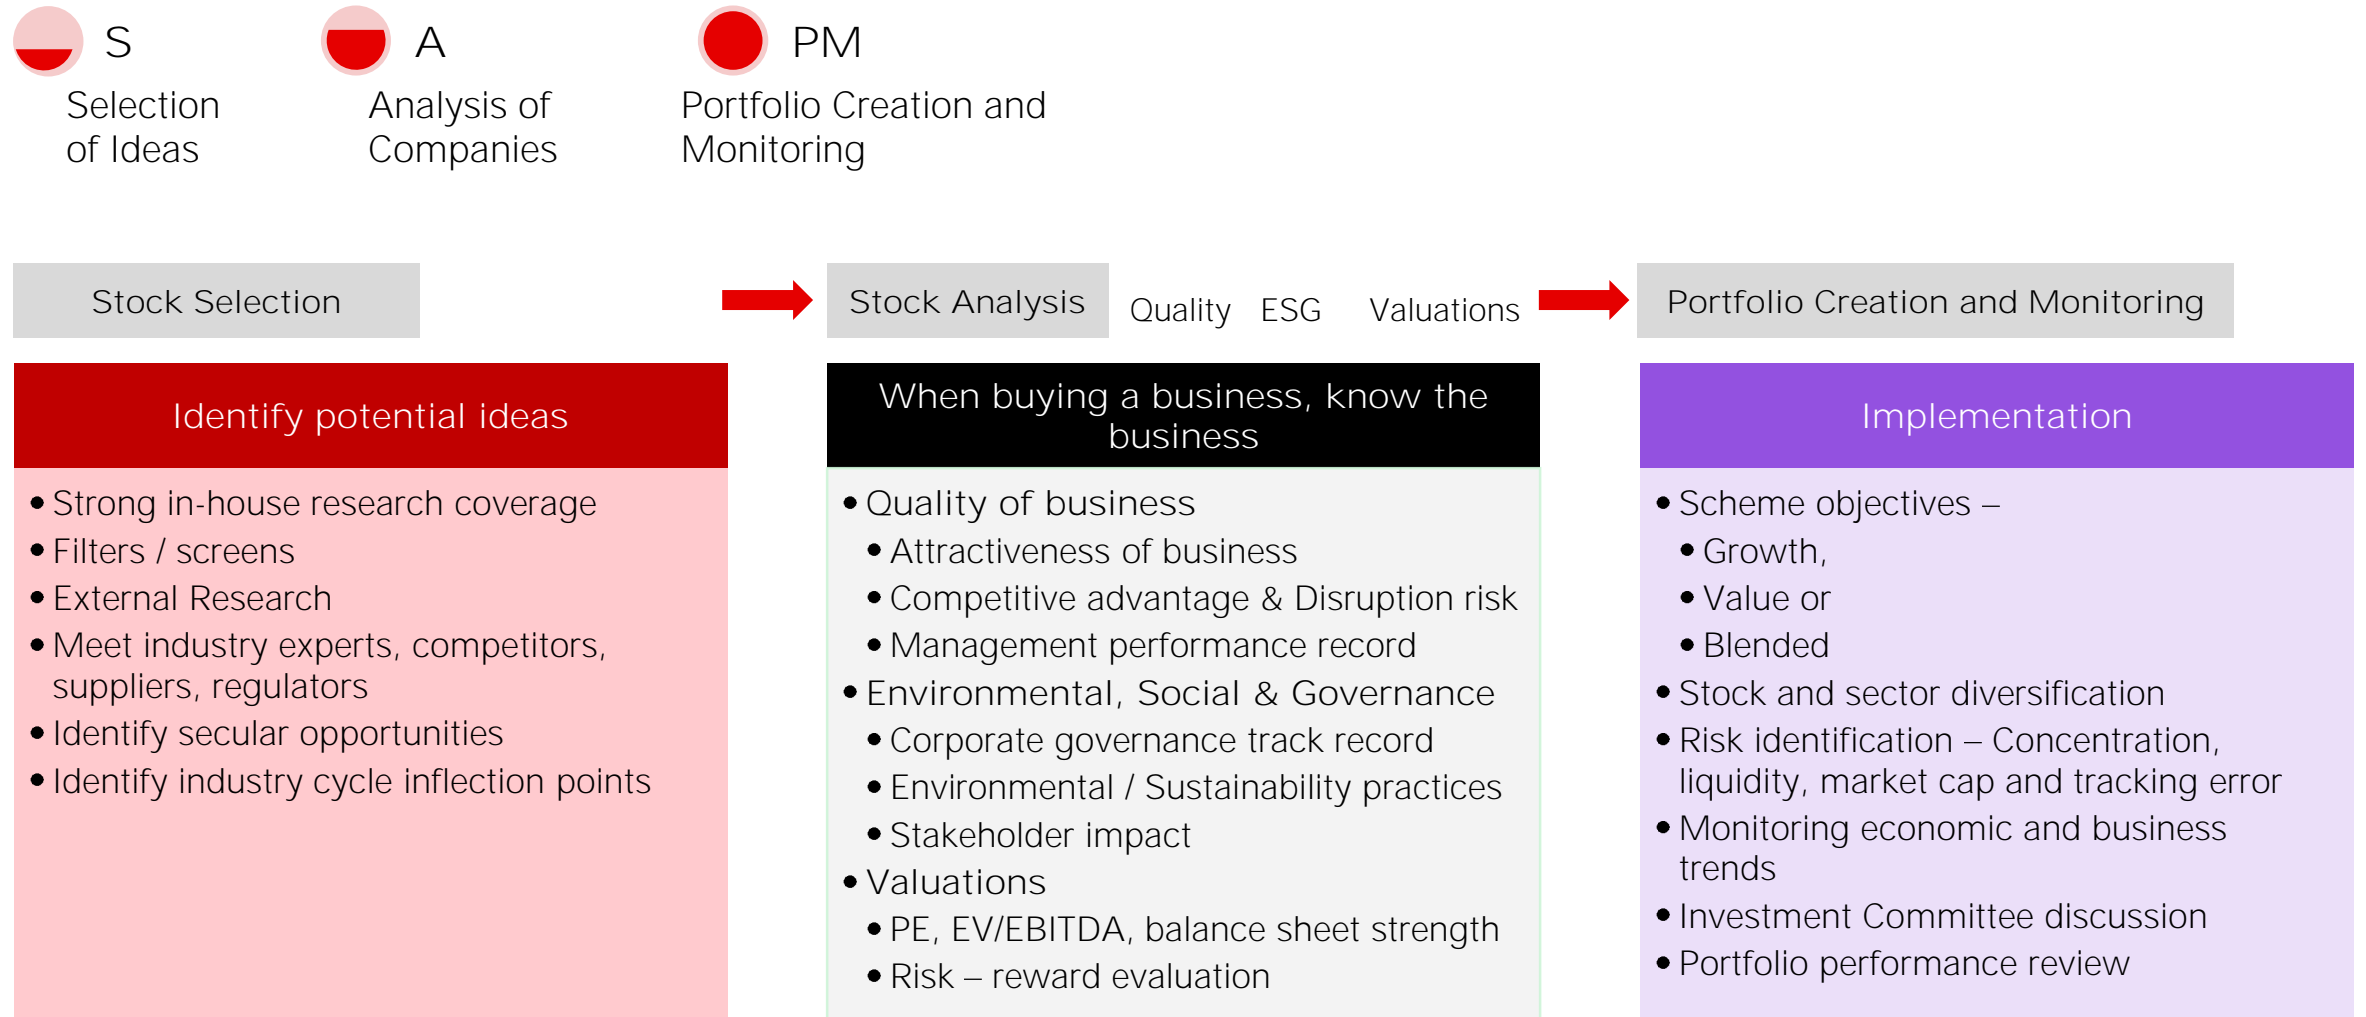 S
Selection
of Ideas
A
Analysis of
Companies
PM
Portfolio Creation and
Monitoring
Stock Selection
Stock Analysis
Quality
ESG
Valuations
Portfolio Creation and Monitoring
Identify potential ideas
• Strong in-house research coverage
• Filters / screens
• External Research
• Meet industry experts, competitors,
suppliers, regulators
• Identify secular opportunities
• Identify industry cycle inflection points
When buying a business, know the
business
• Quality of business
• Attractiveness of business
• Competitive advantage & Disruption risk
• Management performance record
• Environmental, Social & Governance
• Corporate governance track record
• Environmental / Sustainability practices
• Stakeholder impact
• Valuations
• PE, EV/EBITDA, balance sheet strength
• Risk – reward evaluation
Implementation
• Scheme objectives –
• Growth,
• Value or
• Blended
• Stock and sector diversification
• Risk identification – Concentration,
liquidity, market cap and tracking error
• Monitoring economic and business
trends
• Investment Committee discussion
• Portfolio performance review